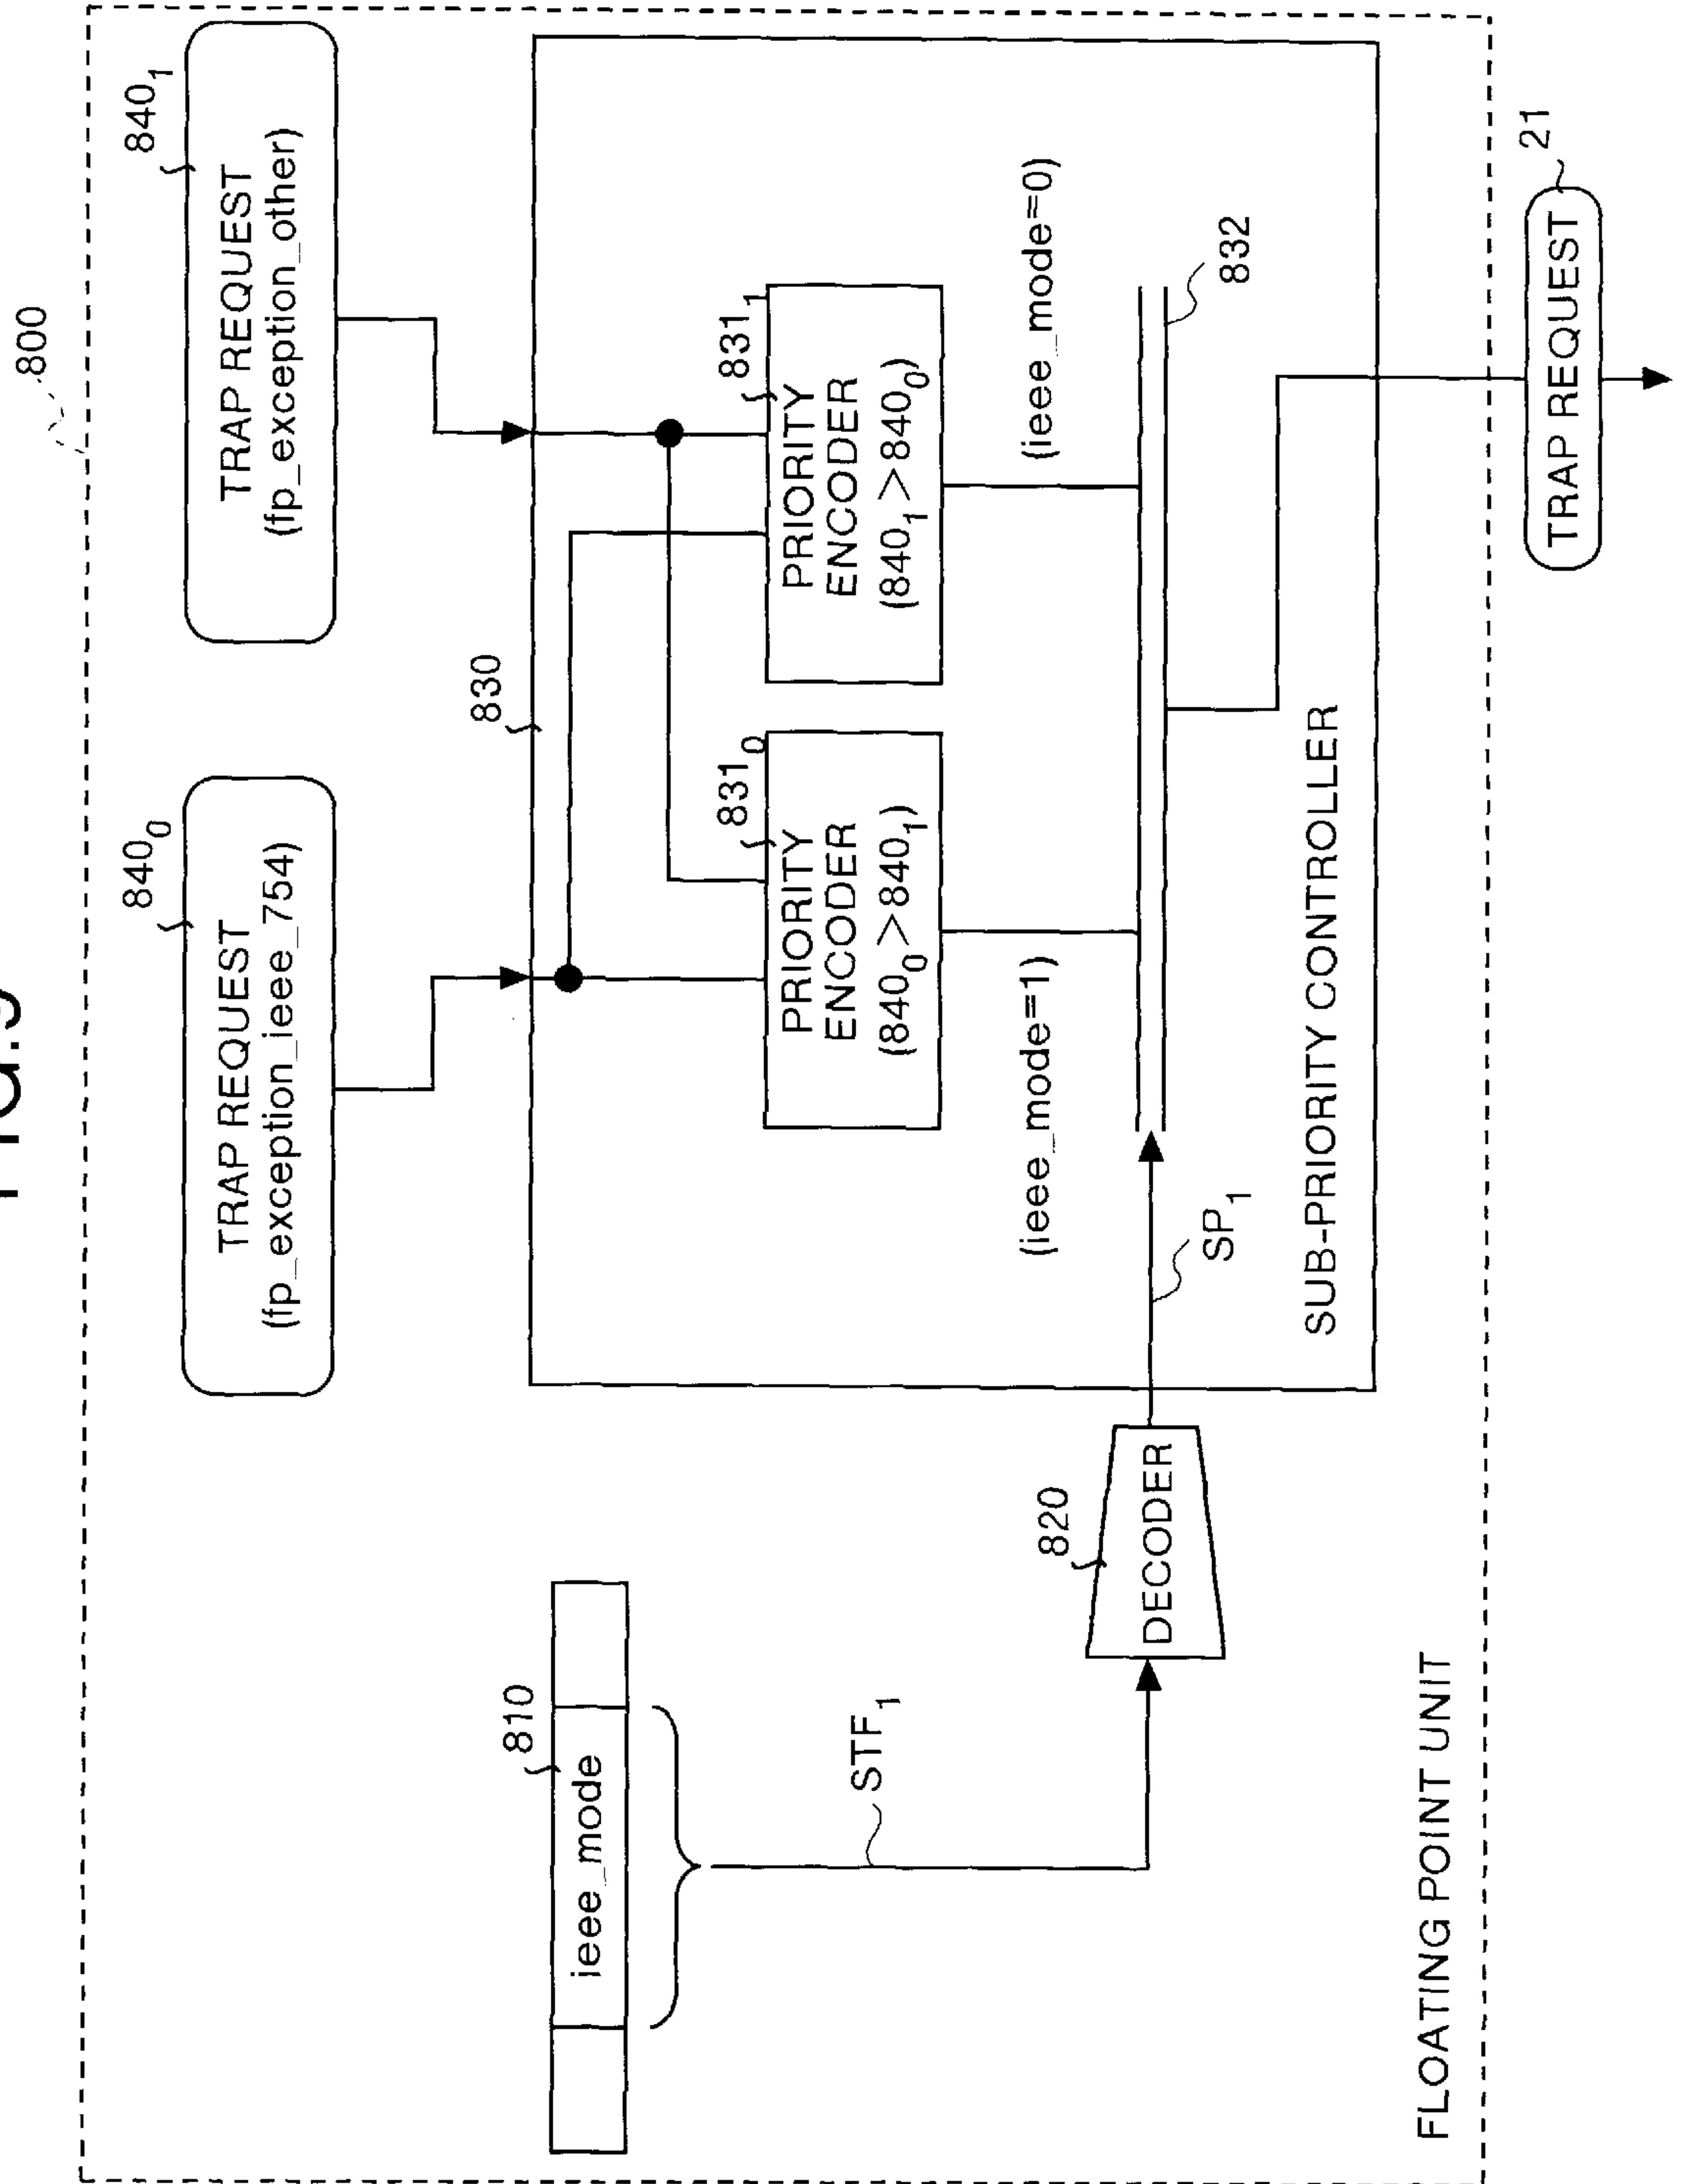 800
840₀
840₁
TRAP REQUEST
(fp_exception_ieee_754)
TRAP REQUEST
(fp_exception_other)
830
810
ieee_mode
831₀
PRIORITY
ENCODER
(840₀>840₁)
831₁
PRIORITY
ENCODER
(840₁>840₀)
STF₁
(ieee_mode=1)
(ieee_mode=0)
820
DECODER
SP₁
832
SUB-PRIORITY CONTROLLER
FLOATING POINT UNIT
TRAP REQUEST
21